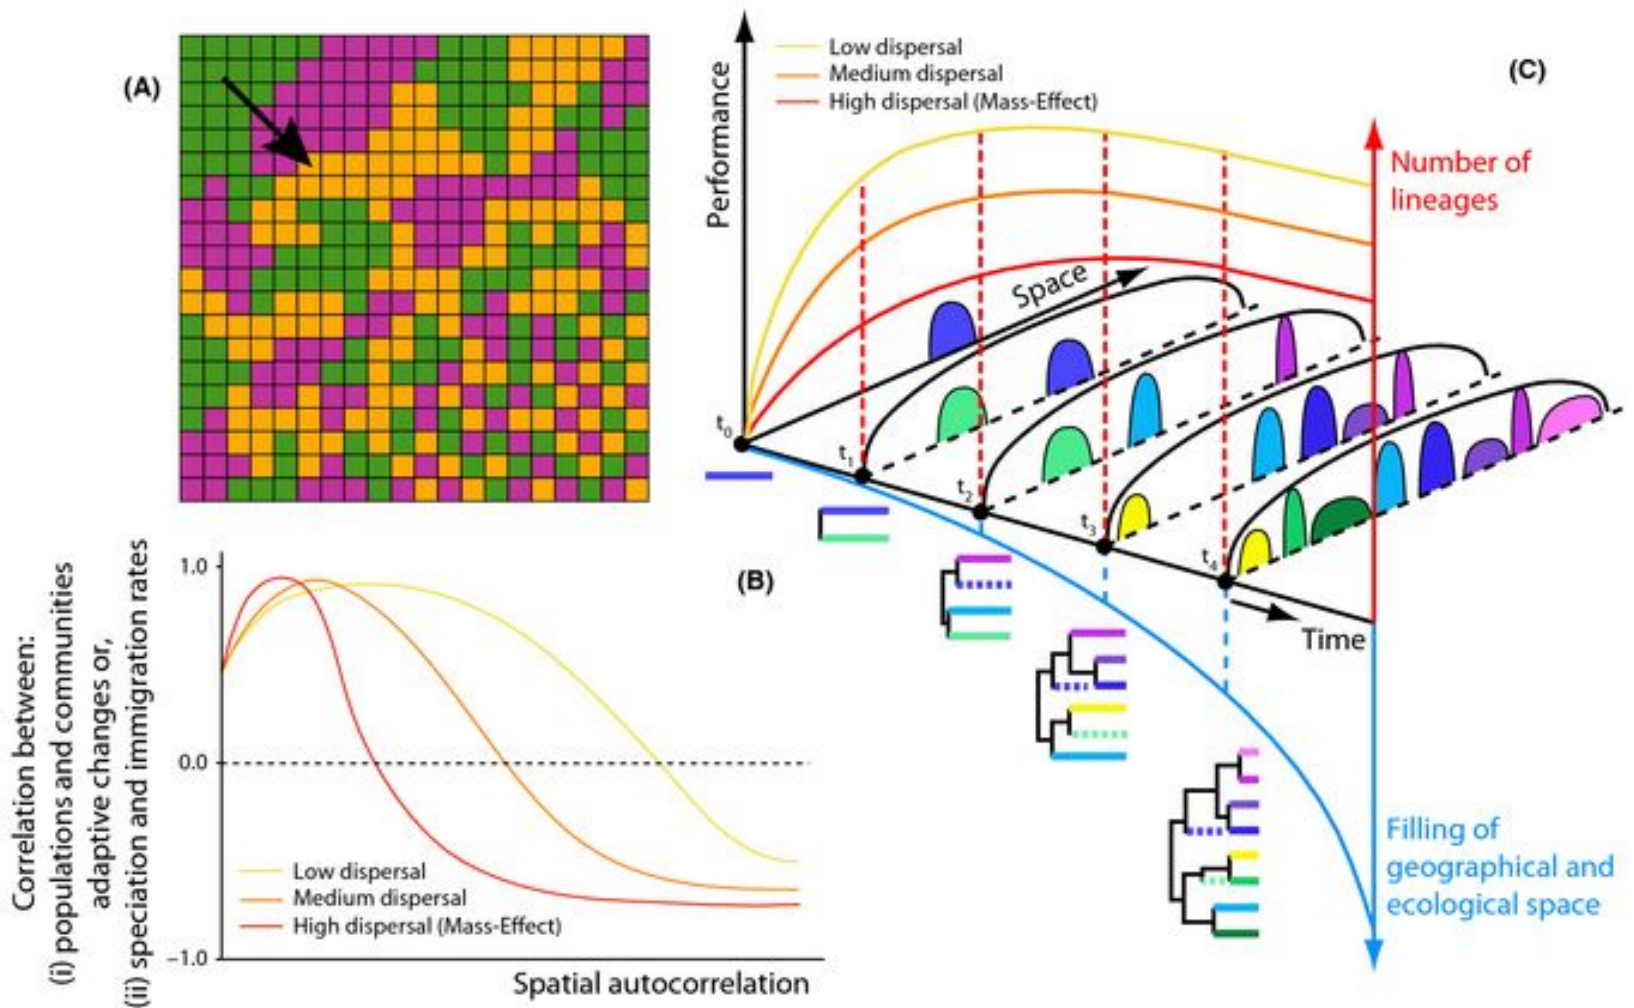 (A)
Correlation between:
(i) populations and communities
adaptive changes or,
(ii) speciation and immigration rates
1.0
0.0
−1.0
(B)
Low dispersal
Medium dispersal
High dispersal (Mass-Effect)
Spatial autocorrelation
Performance
Low dispersal
Medium dispersal
High dispersal (Mass-Effect)
(C)
Number of
lineages
Space
t0
t1
t2
t3
t4
Time
Filling of
geographical and
ecological space